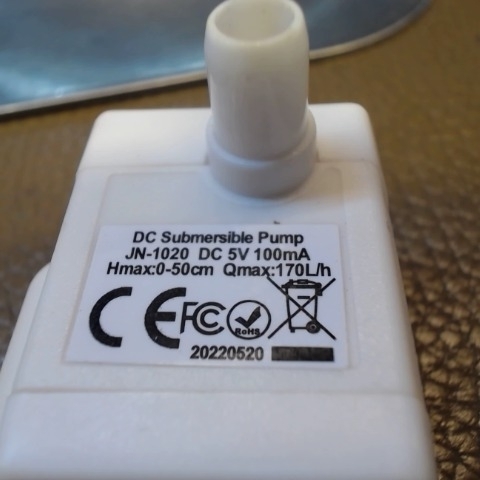 DC Submersible Pump
JN-1020 DC 5V 100mA
Hmax:0-50cm Qmax:170L/h
CE FC RoHS
20220520